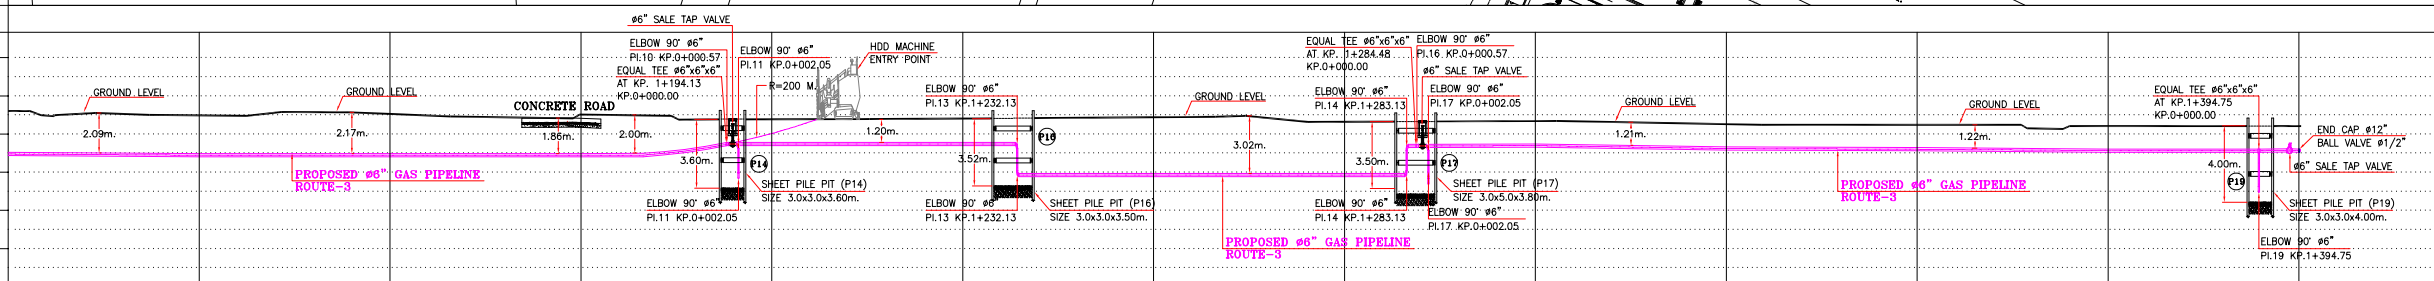 ø6" SALE TAP VALVE
ELBOW 90° ø6"
PI.10 KP.0+000.57
ELBOW 90° ø6"
PI.11 KP.0+002.05
EQUAL TEE ø6"x6"x6"
AT KP. 1+194.13
KP.0+000.00
HDD MACHINE
ENTRY POINT
R=200 M.
GROUND LEVEL
2.09m.
GROUND LEVEL
2.17m.
CONCRETE ROAD
1.86m.
2.00m.
3.60m.
P14
1.20m.
PROPOSED ø6" GAS PIPELINE
ROUTE-3
SHEET PILE PIT (P14)
SIZE 3.0x3.0x3.60m.
ELBOW 90° ø6"
PI.11 KP.0+002.05
ELBOW 90° ø6"
PI.13 KP.1+232.13
P16
3.52m.
SHEET PILE PIT (P16)
SIZE 3.0x3.0x3.50m.
ELBOW 90° ø6"
PI.13 KP.1+232.13
GROUND LEVEL
3.02m.
PROPOSED ø6" GAS PIPELINE
ROUTE-3
EQUAL TEE ø6"x6"x6"
AT KP. 1+284.48
KP.0+000.00
ELBOW 90° ø6"
PI.16 KP.0+000.57
ø6" SALE TAP VALVE
ELBOW 90° ø6"
PI.14 KP.1+283.13
ELBOW 90° ø6"
PI.17 KP.0+002.05
3.50m.
P17
SHEET PILE PIT (P17)
SIZE 3.0x5.0x3.80m.
ELBOW 90° ø6"
PI.14 KP.1+283.13
ELBOW 90° ø6"
PI.17 KP.0+002.05
GROUND LEVEL
1.21m.
PROPOSED ø6" GAS PIPELINE
ROUTE-3
GROUND LEVEL
1.22m.
EQUAL TEE ø6"x6"x6"
AT KP.1+394.75
KP.0+000.00
END CAP ø12"
BALL VALVE ø1/2"
ø6" SALE TAP VALVE
4.00m.
P19
SHEET PILE PIT (P19)
SIZE 3.0x3.0x4.00m.
ELBOW 90° ø6"
PI.19 KP.1+394.75